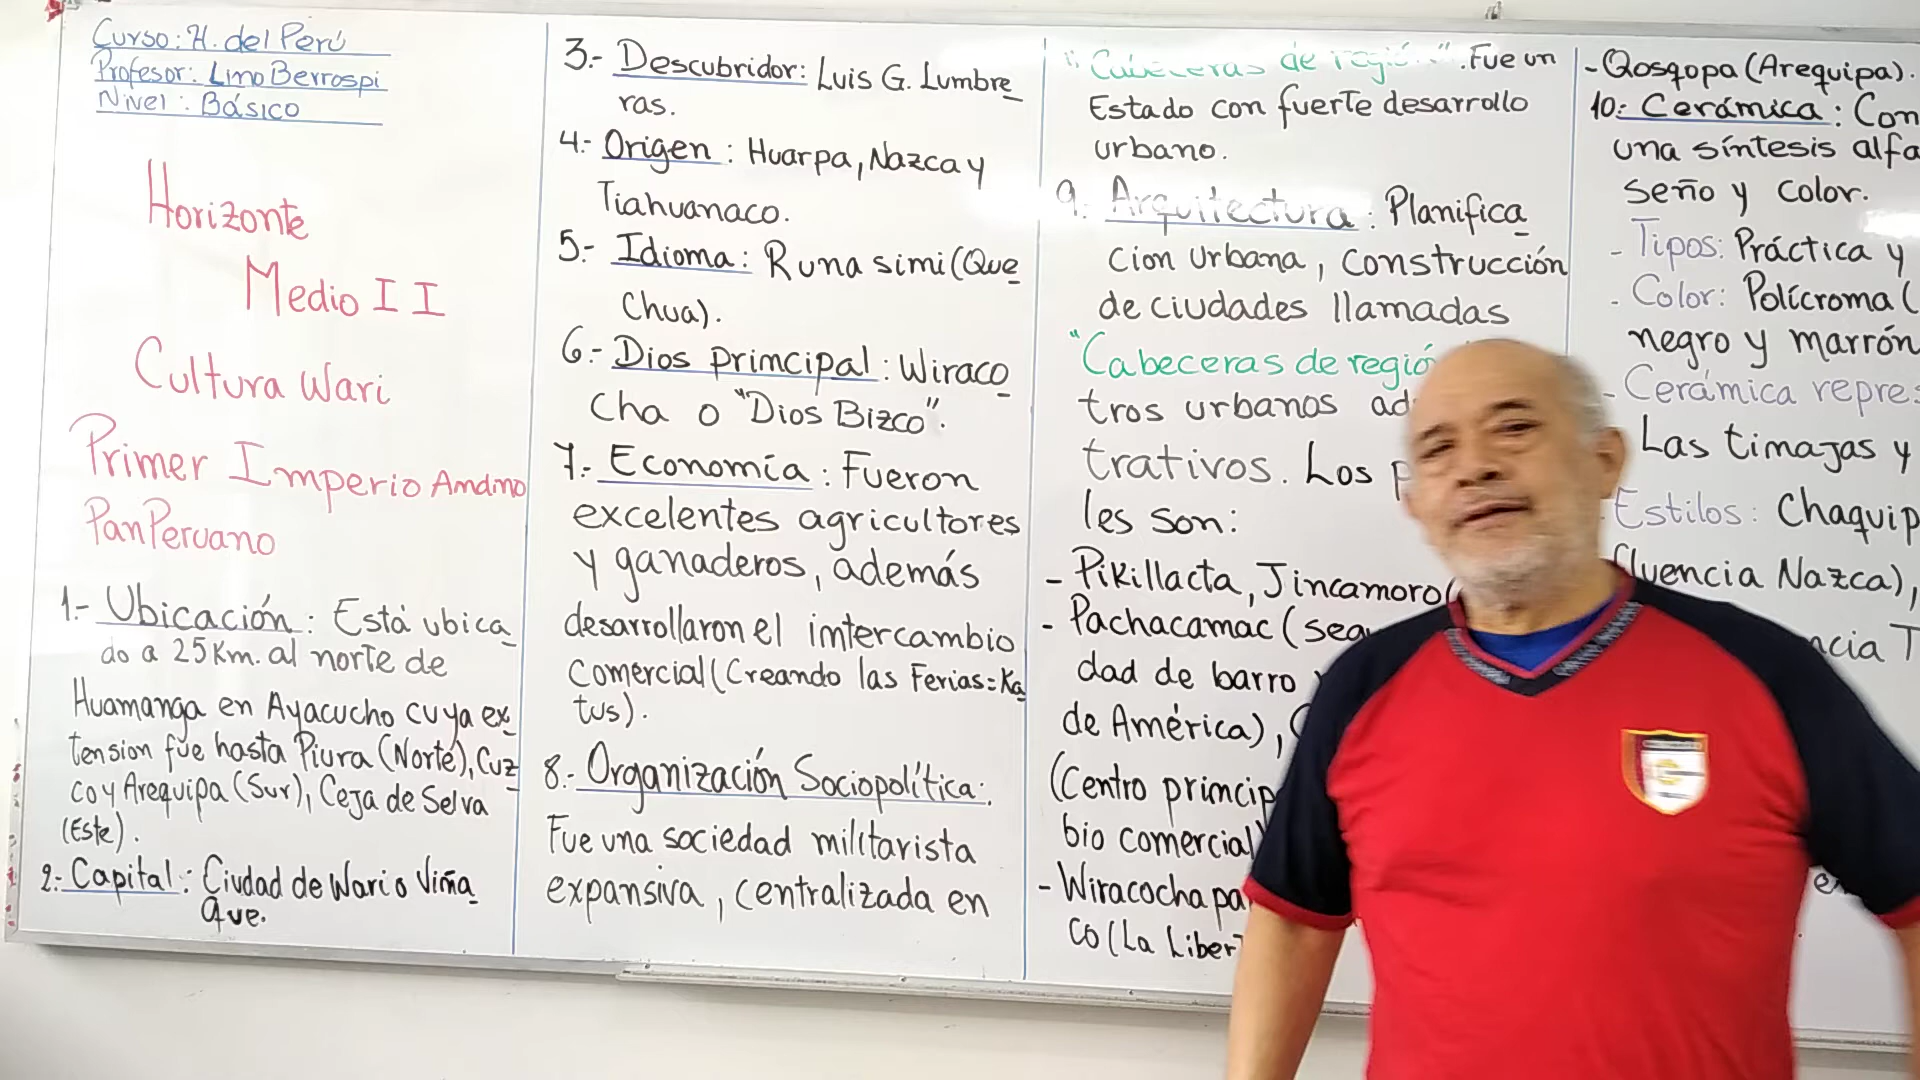 Curso: H. del Perú
Profesor: Lino Berrospi
Nivel: Básico
Horizonte
Medio II
Cultura Wari
Primer Imperio Andino
PanPeruano
1.- Ubicación: Está ubica
do a 25Km. al norte de
Huamanga en Ayacucho cuya ex
tension fue hasta Piura (Norte), Cuz
co y Arequipa (Sur), Ceja de Selva
(Este).
2.- Capital: Ciudad de Wari o Viña
que.
3.- Descubridor: Luis G. Lumbre
ras.
4.- Origen: Huarpa, Nazca y
Tiahuanaco.
5.- Idioma: Runa simi (Que
chua).
6.- Dios principal: Wiraco
cha o "Dios Bizco".
7.- Economía: Fueron
excelentes agricultores
y ganaderos, además
desarrollaron el intercambio
comercial (Creando las Ferias=Ka
tus).
8.- Organización Sociopolítica:.
Fue una sociedad militarista
expansiva, centralizada en
"Cabeceras de región". Fue un
Estado con fuerte desarrollo
urbano.
9.- Arquitectura: Planifica
cion urbana, construcción
de ciudades llamadas
"Cabeceras de regió
tros urbanos ad
trativos. Los p
les son:
- Pikillacta, Jincamoro(
- Pachacamac (
dad de barro
de América),
(Centro princip
bio comercial)
- Wiracocha pa
co (La Liber
- Qosqopa (Arequipa).
10.- Cerámica: Con
una síntesis alfa
seño y color.
- Tipos: Práctica y
- Color: Polícroma (
negro y marrón
- Cerámica repres
Las timajas y
- Estilos: Chaquip
fluencia Nazca),
ncia T